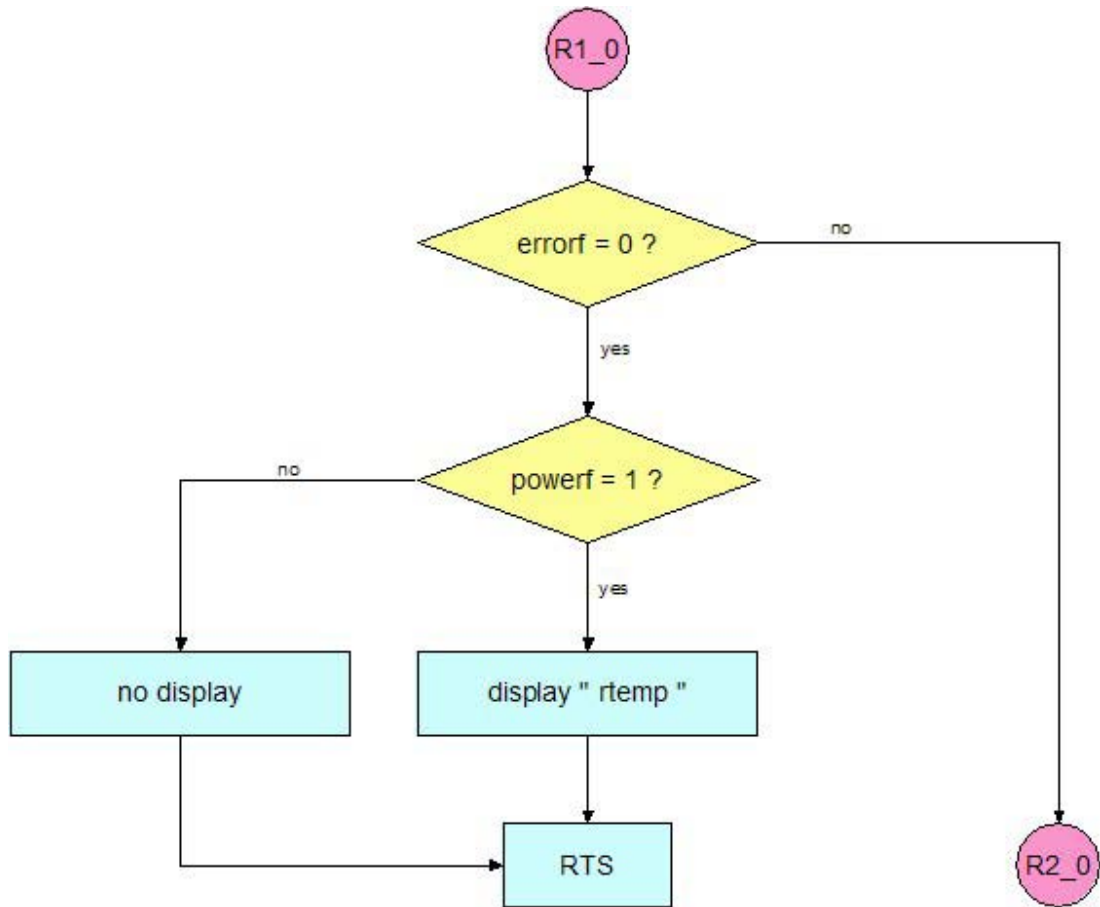 R1_0
errorf = 0 ?
no
yes
powerf = 1 ?
no
yes
no display
display " rtemp "
RTS
R2_0